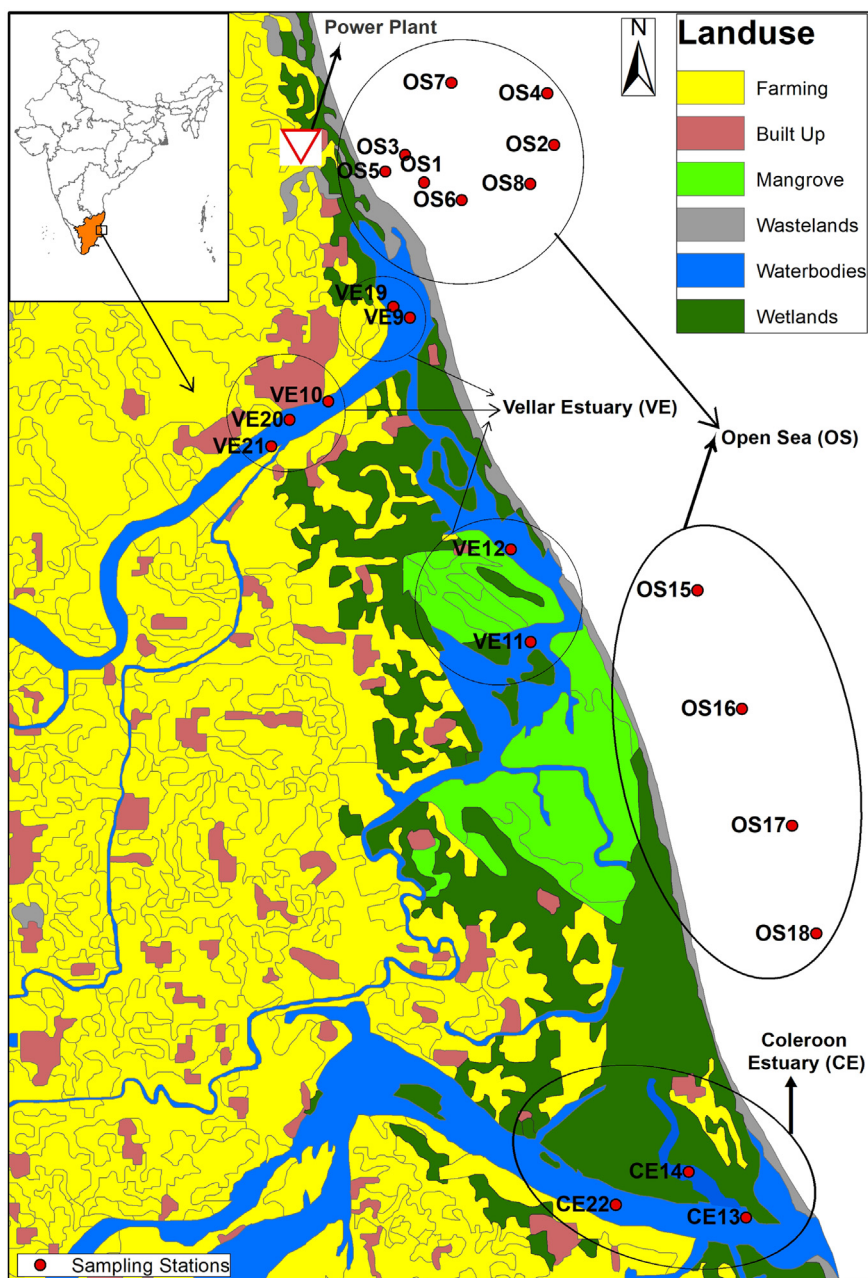 Power Plant
N
Landuse
Farming
Built Up
Mangrove
Wastelands
Waterbodies
Wetlands
OS7
OS4
OS3
OS2
OS5
OS1
OS8
OS6
VE19
VE9
VE10
VE20
VE21
Vellar Estuary (VE)
Open Sea (OS)
VE12
OS15
VE11
OS16
OS17
OS18
Coleroon
Estuary (CE)
CE14
CE22
CE13
Sampling Stations